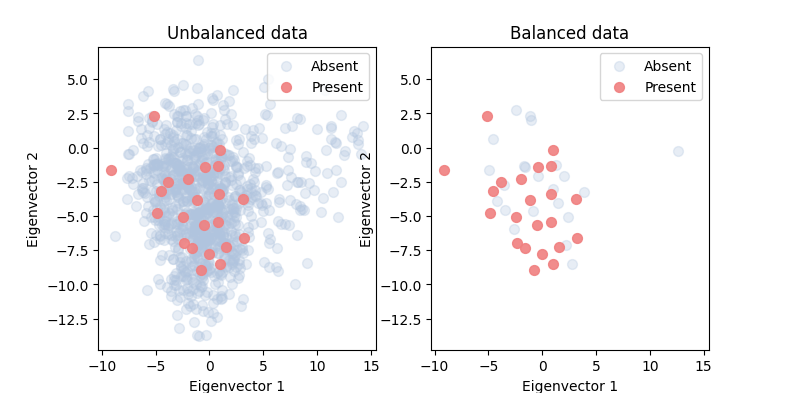 Unbalanced data
Absent
Present
5.0
2.5
0.0
−2.5
−5.0
−7.5
−10.0
−12.5
Eigenvector 2
−10
−5
0
5
10
15
Eigenvector 1
Balanced data
Absent
Present
5.0
2.5
0.0
−2.5
−5.0
−7.5
−10.0
−12.5
Eigenvector 2
−10
−5
0
5
10
15
Eigenvector 1